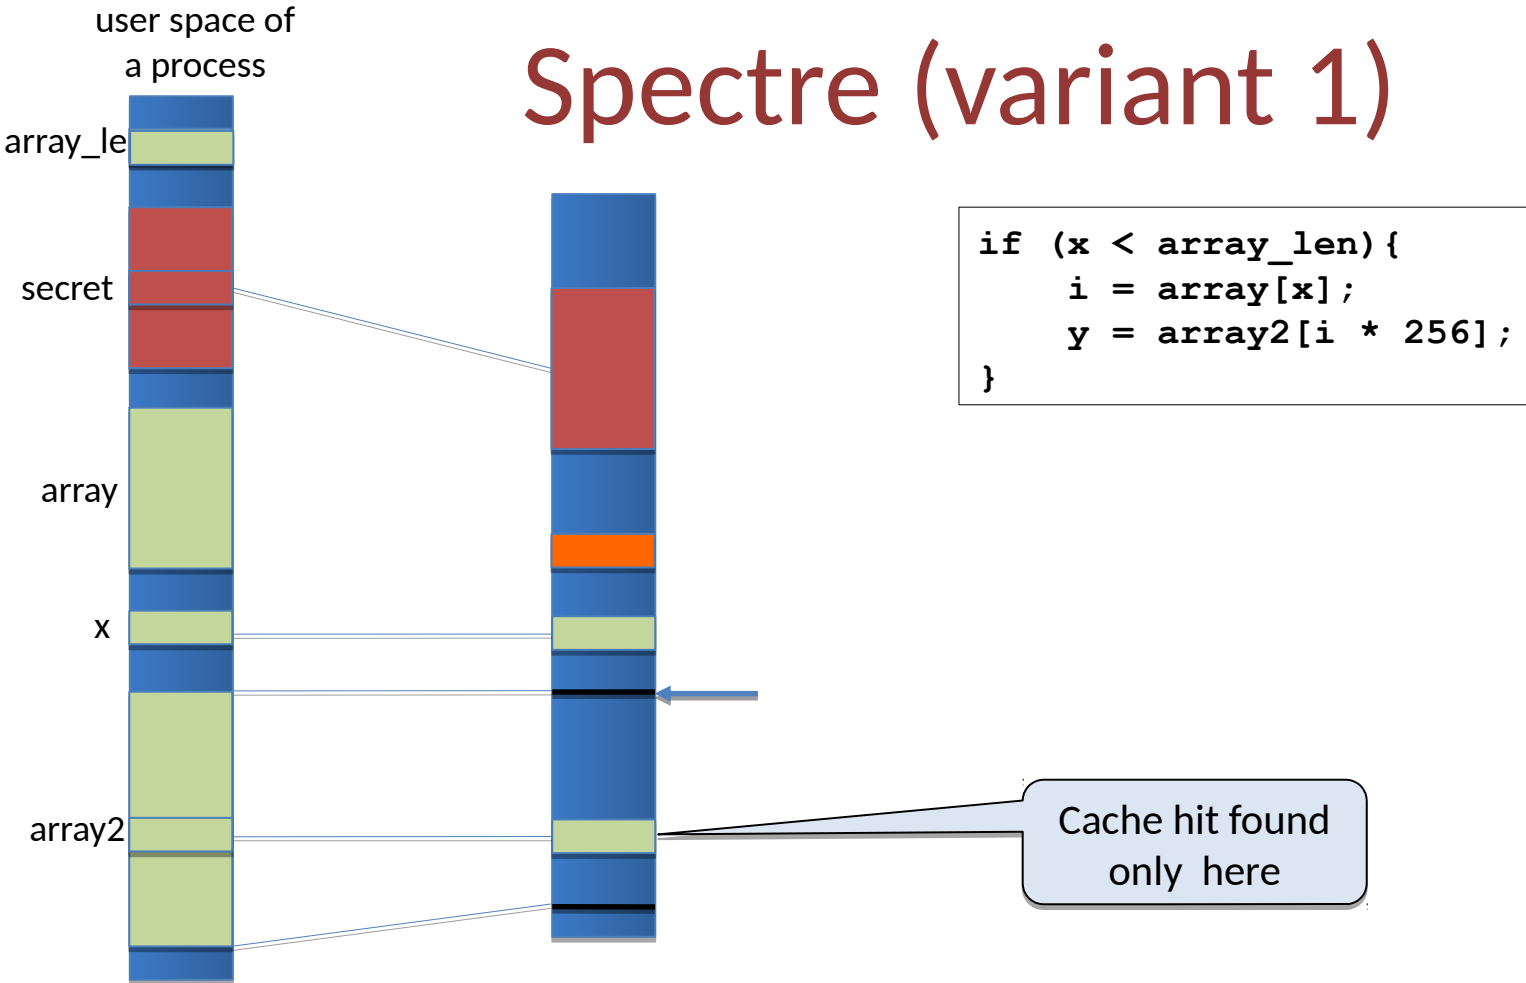 user space of
a process
Spectre (variant 1)
array_le
secret
array
x
array2
if (x < array_len){
i = array[x];
y = array2[i * 256];
}
Cache hit found
only here